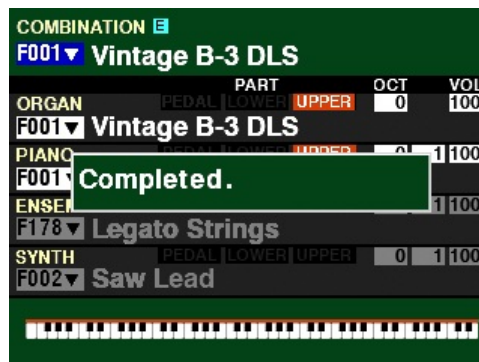 COMBINATION E
F001▼ Vintage B-3 DLS
PART OCT VOL
ORGAN PEDAL LOWER UPPER 0 100
F001▼ Vintage B-3 DLS
PIANO UPPER 0 1 100
F001
Completed.
1 100
F178▼ Legato Strings
SYNTH PEDAL LOWER UPPER 0 1 100
F002▼ Saw Lead